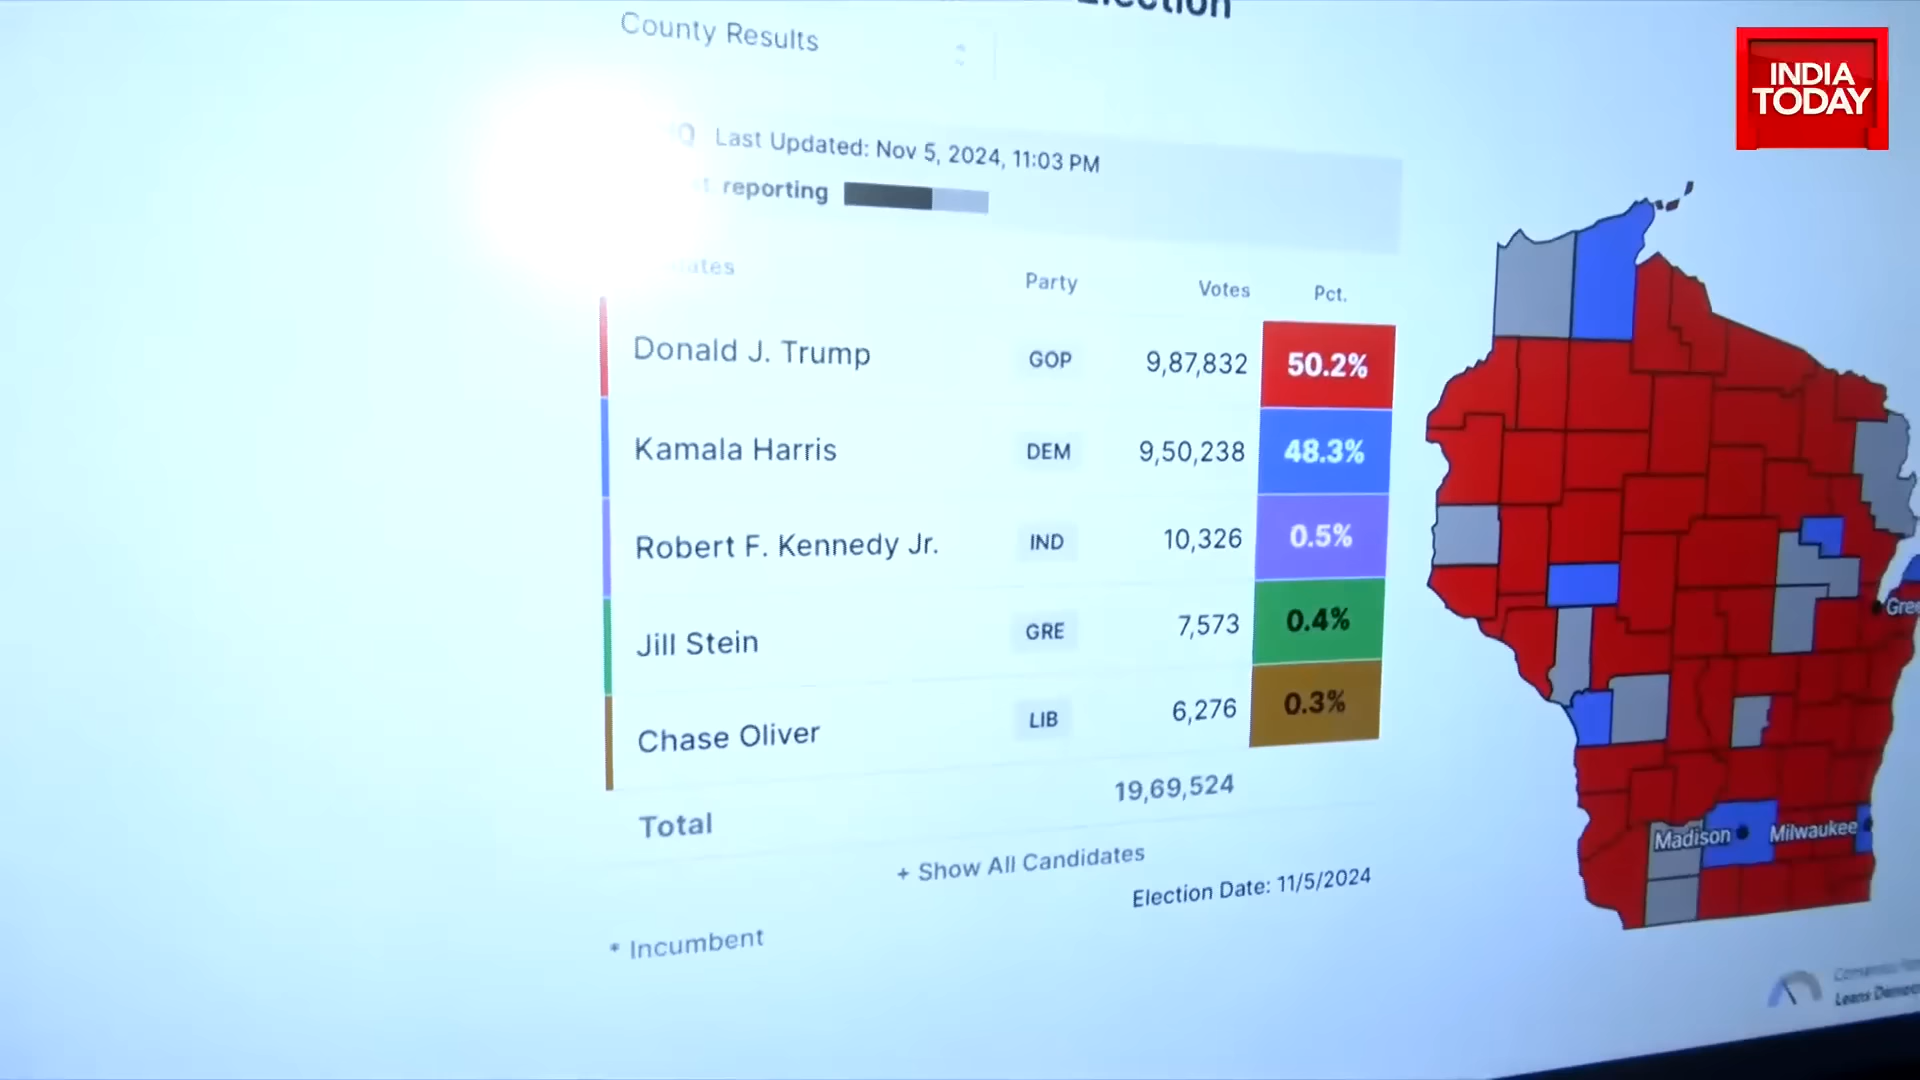 County Results
INDIA
TODAY
Last Updated: Nov 5, 2024, 11:03 PM
reporting
Party Votes Pct.
Donald J. Trump GOP 9,87,832 50.2%
Kamala Harris DEM 9,50,238 48.3%
Robert F. Kennedy Jr. IND 10,326 0.5%
Jill Stein GRE 7,573 0.4%
Chase Oliver LIB 6,276 0.3%
Total 19,69,524
+ Show All Candidates
Election Date: 11/5/2024
* Incumbent
Madison
Milwaukee